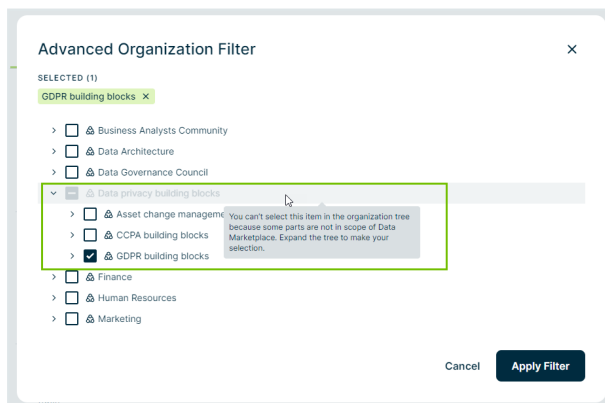 Advanced Organization Filter
SELECTED (1)
GDPR building blocks
Business Analysts Community
Data Architecture
Data Governance Council
Data privacy building blocks
Asset change manageme
You can't select this item in the organization tree
because some parts are not in scope of Data
Marketplace. Expand the tree to make your
selection.
CCPA building blocks
GDPR building blocks
Finance
Human Resources
Marketing
Cancel
Apply Filter